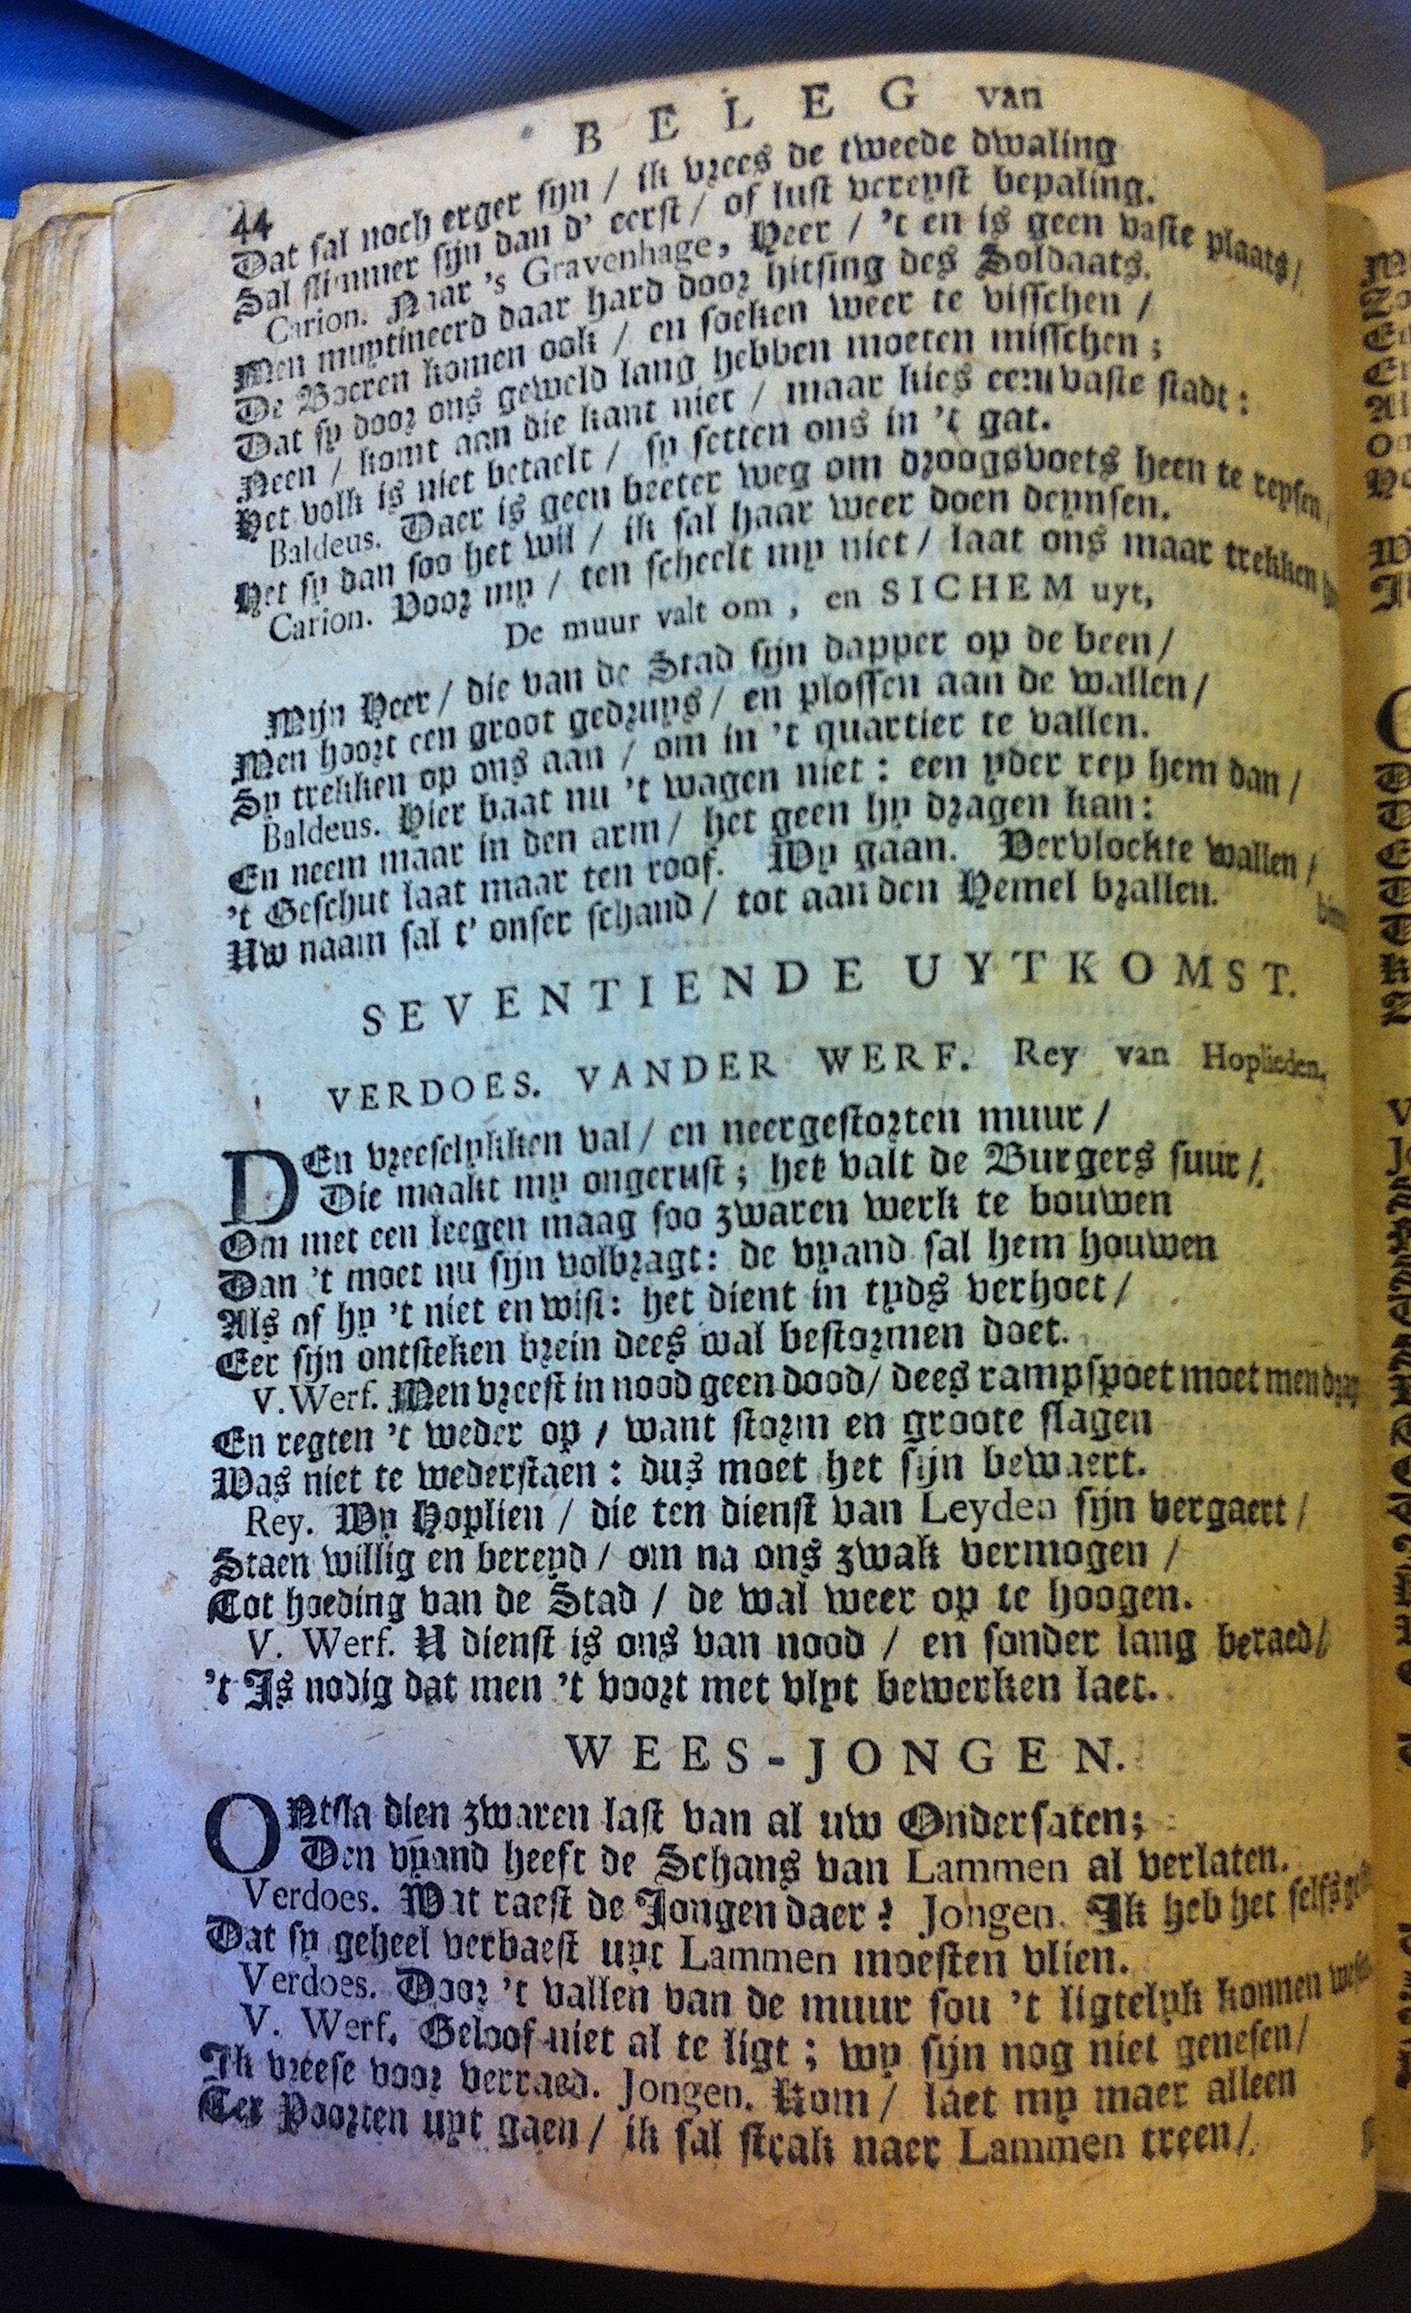 44 BELEG van
Dat sal noch erger sijn / ik vrees de tweede dwaling
Sal slimmer sijn dan d' eerst / of lust vereyst bepaling.
Carion. Naar 's Gravenhage, Heer / 't en is geen vaste plaats /
Men muytineerd daar hard door hitsing des Soldaats.
De Boeren komen ook / en soeken weer te visschen /
Dat sy door ons geweld lang hebben moeten misschen ;
Neen / komt aan die kant niet / maar kies een vaste stadt :
Het volk is niet betaelt / sy setten ons in 't gat.
Baldeus. Daer is geen beeter weg om droogsvoets heen te reysen /
Het sy dan soo het wil / ik sal haar weer doen deynsen.
Carion. Voor my / ten scheelt my niet / laat ons maar trekken
De muur valt om, en SICHEM uyt,
Mijn Heer / die van de Stad sijn dapper op de been /
Men hoort een groot gedruys / en plossen aan de wallen /
Sy trekken op ons aan / om in 't quartier te vallen.
Baldeus. Hier baat nu 't wagen niet : een yder rep hem dan /
En neem maar in den arm / het geen hy dragen kan :
't Geschut laat maar ten roof. Wy gaan. Vervlockte wallen /
Uw naam sal t' onser schand / tot aan den Hemel brallen.
SEVENTIENDE UYTKOMST.
VERDOES. VANDER WERF. Rey van Hoplieden,
DEn vreeselykken val / en neergestorten muur /
Die maakt my ongerust ; het valt de Burgers suur /
Om met een leegen maag soo zwaren werk te bouwen
Dan 't moet nu sijn volbragt : de vyand sal hem houwen
Als of hy 't niet en wist : het dient in tyds verhoet /
Eer sijn ontsteken brein dees wal bestormen doet.
V. Werf. Men vreest in nood geen dood / dees rampspoet moet men
En regten 't weder op / want storm en groote slagen
Was niet te wederstaen : dus moet het sijn bewaert.
Rey. Wy Hoplien / die ten dienst van Leyden sijn vergaert /
Staen willig en bereyd / om na ons zwak vermogen /
Tot hoeding van de Stad / de wal weer op te hoogen.
V. Werf. U dienst is ons van nood / en sonder lang beraed /
't Is nodig dat men 't voort met vlyt bewerken laet.
WEES-JONGEN.
ONtsla dien zwaren last van al uw Ondersaten ;
Den vyand heeft de Schans van Lammen al verlaten.
Verdoes. Wat raest de Jongen daer ? Jongen. Ik heb het selfs
Dat sy geheel verbaest uyt Lammen moesten vlien.
Verdoes. Door 't vallen van de muur sou 't ligtelyk konnen
V. Werf. Geloof niet al te ligt ; wy sijn nog niet genesen /
Ik vreese voor verraed. Jongen. Kom / laet my maer alleen
Ter Poorten uyt gaen / ik sal strak naer Lammen treen /